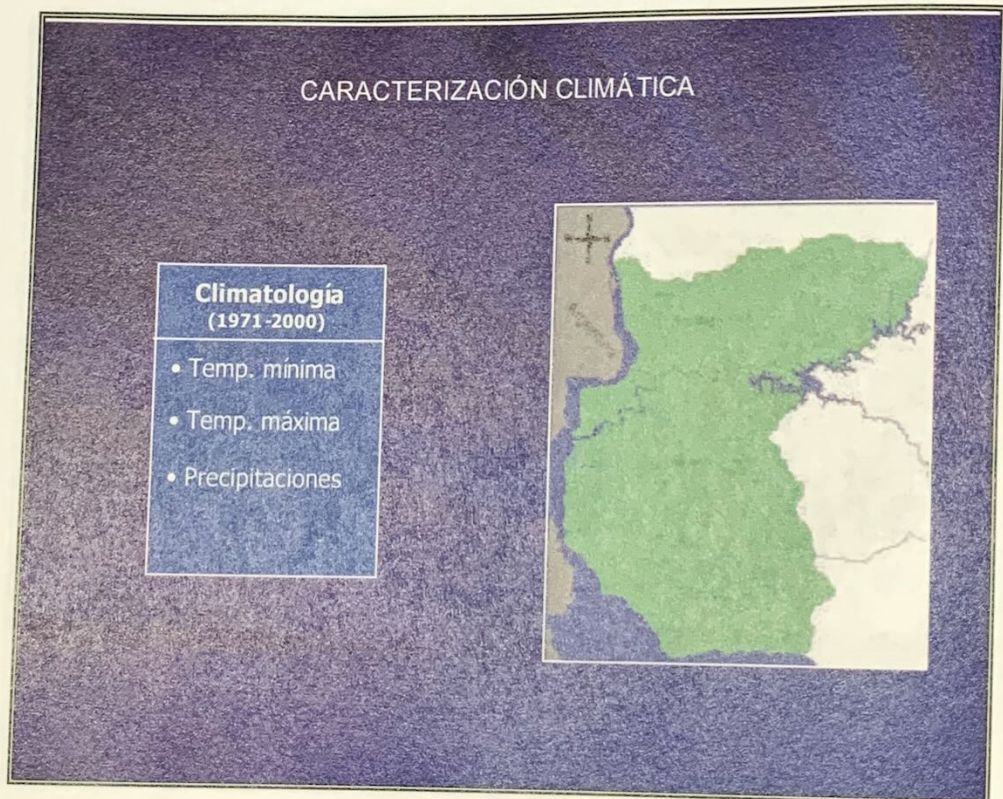 CARACTERIZACIÓN CLIMÁTICA
Climatología
(1971-2000)
• Temp. mínima
• Temp. máxima
• Precipitaciones